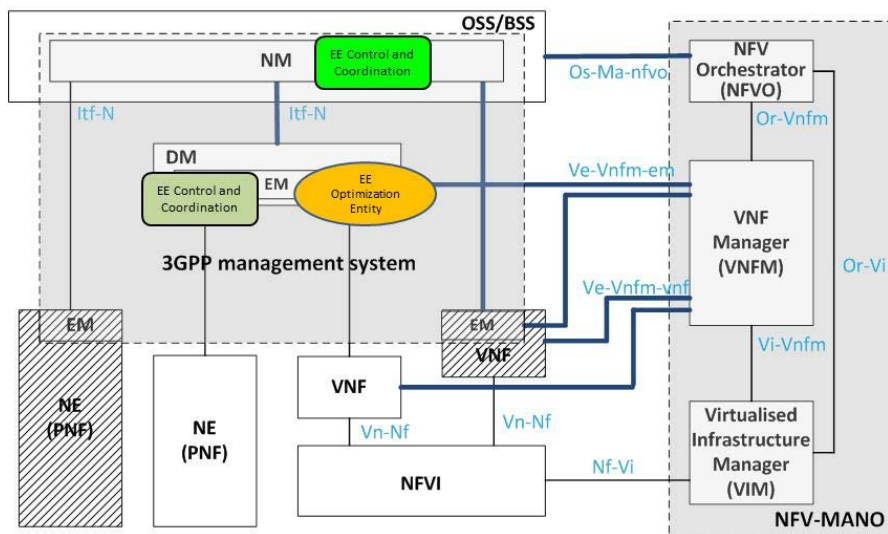 OSS/BSS
NM
EE Control and
Coordination
Os-Ma-nfvo
NFV
Orchestrator
(NFVO)
Itf-N
Itf-N
Or-Vnfm
DM
EM
EE Control and
Coordination
EE
Optimization
Entity
Ve-Vnfm-em
VNF
Manager
(VNFM)
3GPP management system
Or-Vi
Ve-Vnfm-vnf
EM
EM
VNF
Vi-Vnfm
NE
(PNF)
NE
(PNF)
VNF
Vn-Nf
Vn-Nf
Virtualised
Infrastructure
Manager
(VIM)
NFVI
Nf-Vi
NFV-MANO